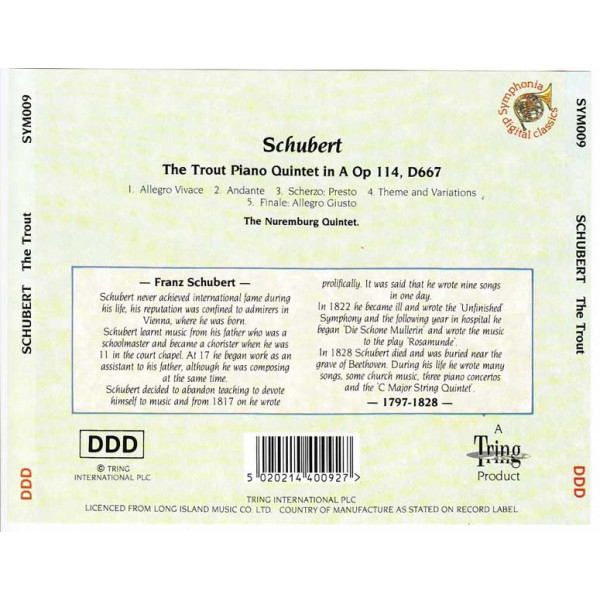 SYM009
SCHUBERT The Trout
DDD
Symphonia
digital classics
Schubert
The Trout Piano Quintet in A Op 114, D667
1. Allegro Vivace 2. Andante 3. Scherzo: Presto 4. Theme and Variations
5. Finale: Allegro Giusto
The Nuremburg Quintet.
— Franz Schubert —
Schubert never achieved international fame during
his life, his reputation was confined to admirers in
Vienna, where he was born.
Schubert learnt music from his father who was a
schoolmaster and became a chorister when he was
11 in the court chapel. At 17 he began work as an
assistant to his father, although he was composing
at the same time.
Schubert decided to abandon teaching to devote
himself to music and from 1817 on he wrote
prolifically. It was said that he wrote nine songs
in one day.
In 1822 he became ill and wrote the 'Unfinished'
Symphony and the following year in hospital he
began 'Die Schone Mullerin' and wrote the music
to the play 'Rosamunde'.
In 1828 Schubert died and was buried near the
grave of Beethoven. During his life he wrote many
songs, some church music, three piano concertos
and the 'C Major String Quintet'.
— 1797-1828 —
DDD
© TRING
INTERNATIONAL PLC
5 020214 400927 >
A
Tring
Product
TRING INTERNATIONAL PLC
LICENCED FROM LONG ISLAND MUSIC CO. LTD. COUNTRY OF MANUFACTURE AS STATED ON RECORD LABEL
SYM009
SCHUBERT The Trout
DDD